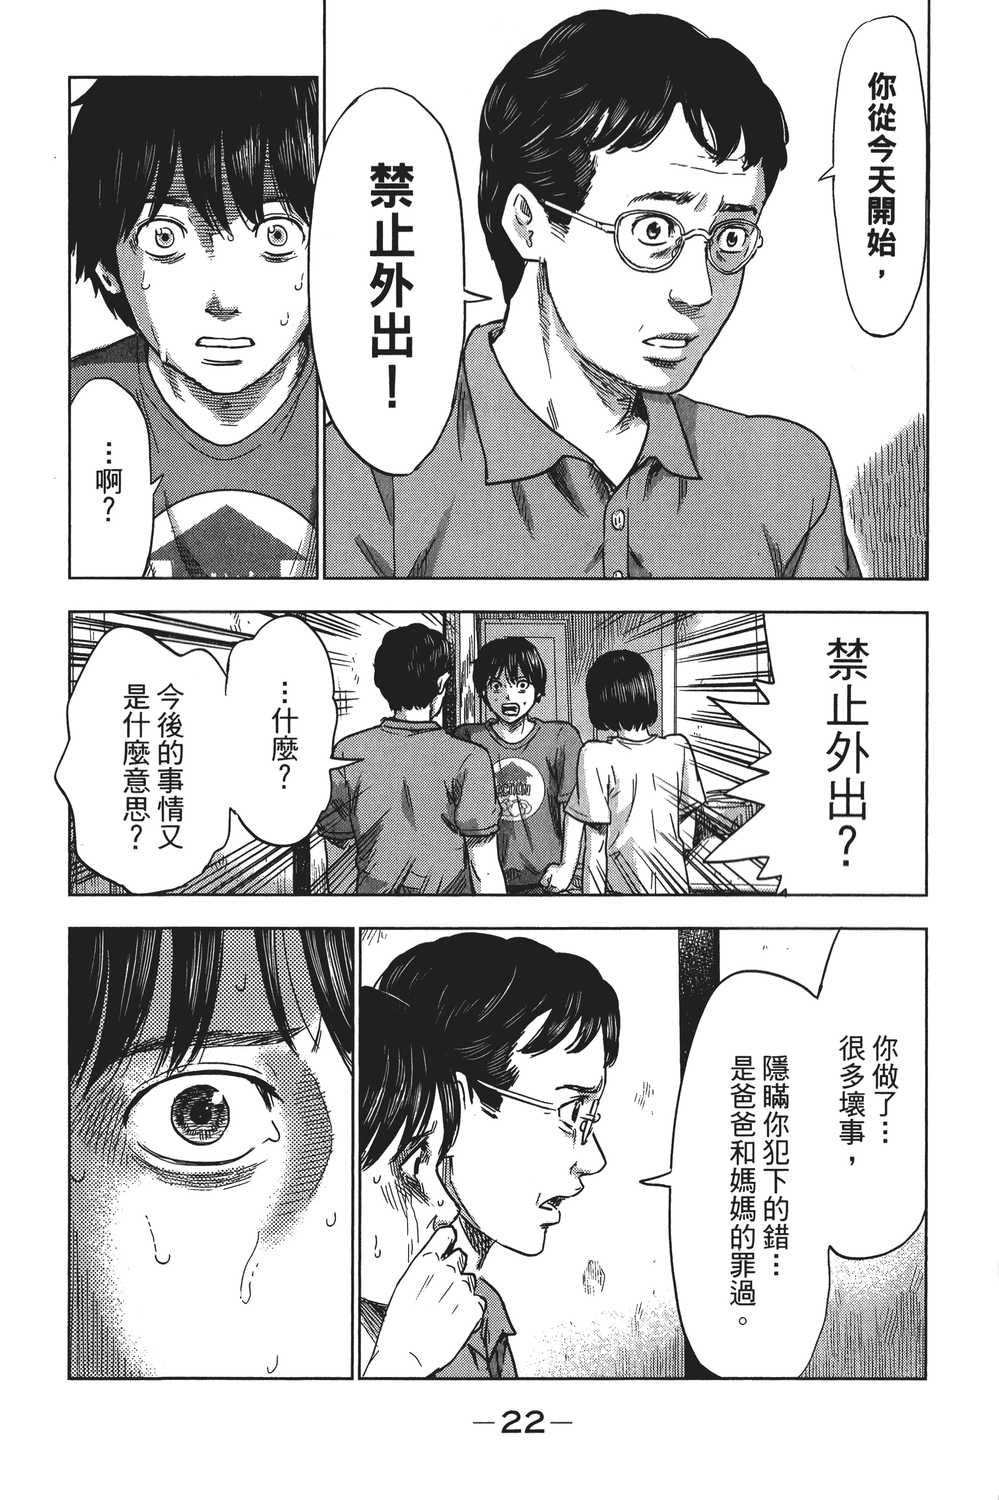 你從今天開始，
禁止外出！
…啊？
禁止外出？
…什麼？
今後的事情又
是什麼意思？
你做了…
很多壞事，
隱瞞你犯下的錯…
是爸爸和媽媽的罪過。
—22—